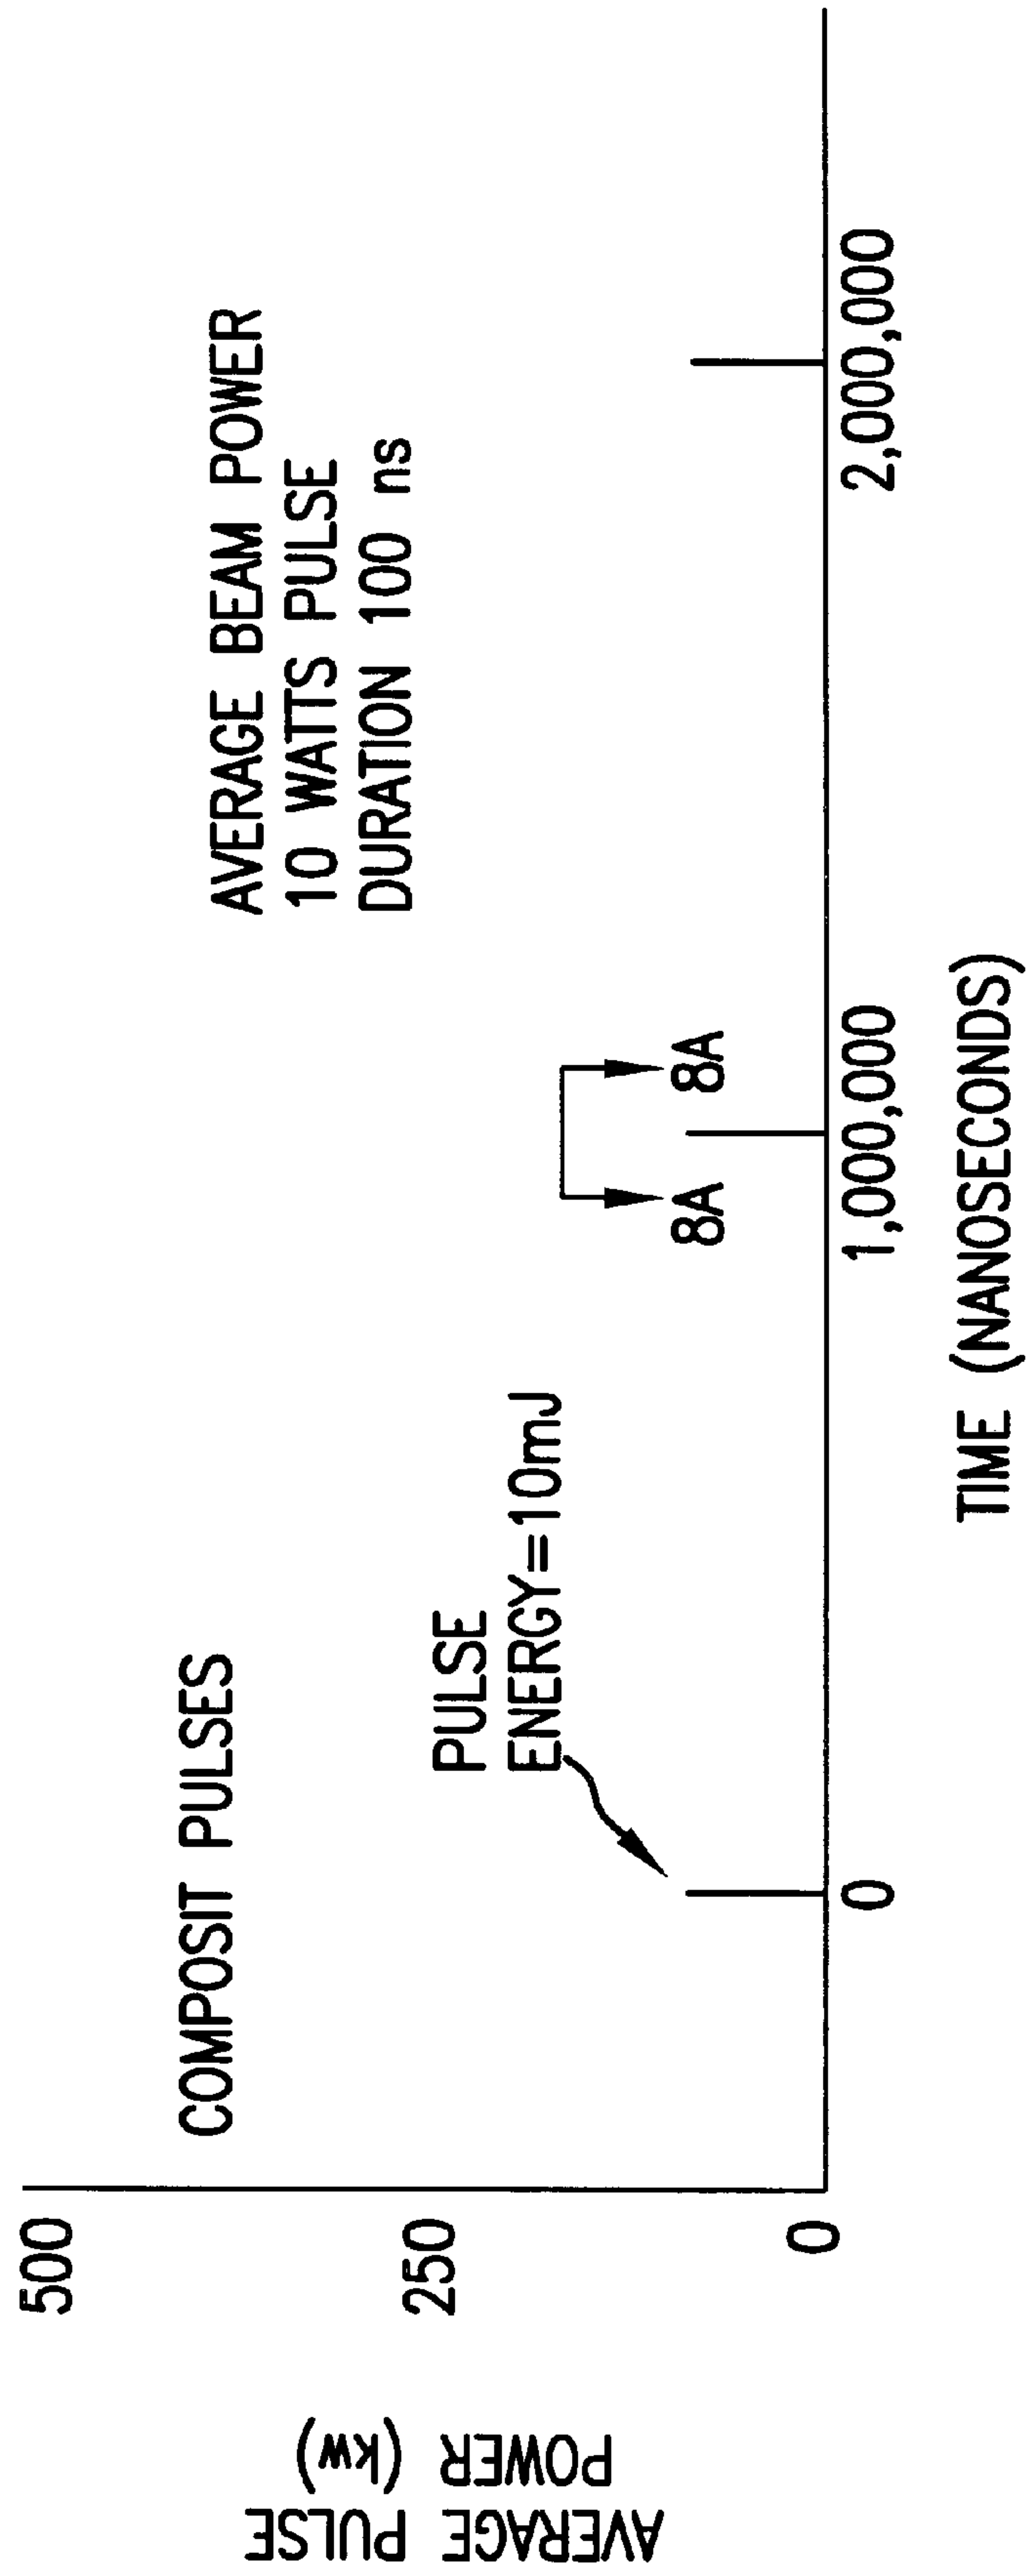 COMPOSIT PULSES
AVERAGE BEAM POWER
10 WATTS PULSE
DURATION 100 ns
PULSE
ENERGY=10mJ
8A 8A
500
250
0
AVERAGE PULSE
POWER (kw)
0 1,000,000 2,000,000
TIME (NANOSECONDS)